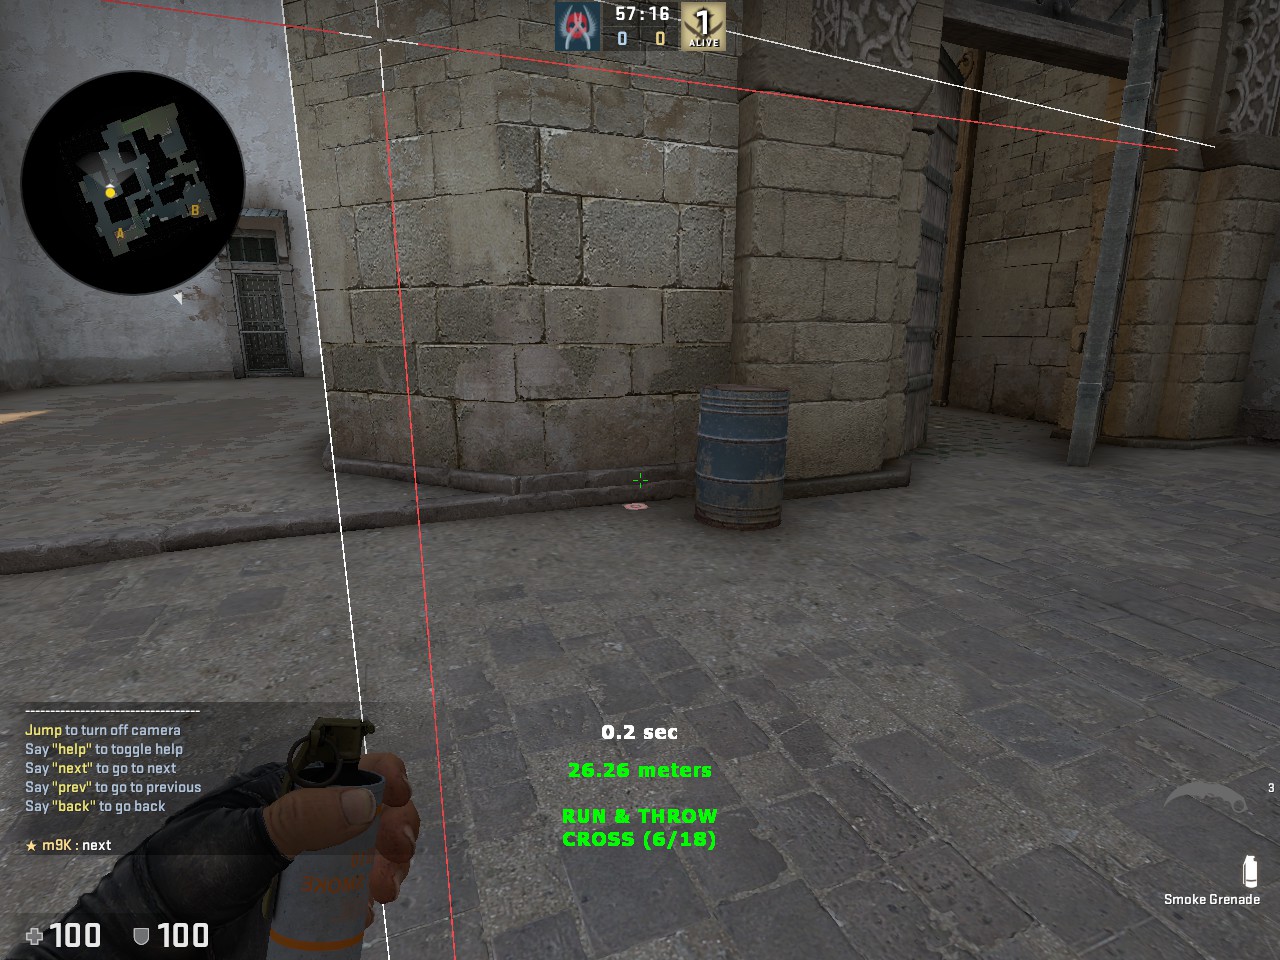 57:16
0 0
1
ALIVE
B
A
Jump to turn off camera
Say "help" to toggle help
Say "next" to go to next
Say "prev" to go to previous
Say "back" to go back
★ m9K : next
0.2 sec
26.26 meters
RUN & THROW
CROSS (6/18)
3
Smoke Grenade
100 100